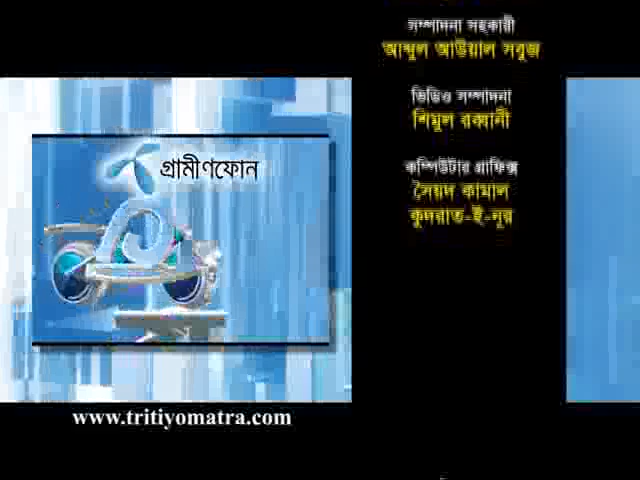 সম্পাদনা সহকারী
আব্দুল আউয়াল সবুজ
ভিডিও সম্পাদনা
শিমুল রব্বানী
কম্পিউটার গ্রাফিক্স
সৈয়দ কামাল
কুদরাত-ই-নূর
গ্রামীণফোন
www.tritiyomatra.com